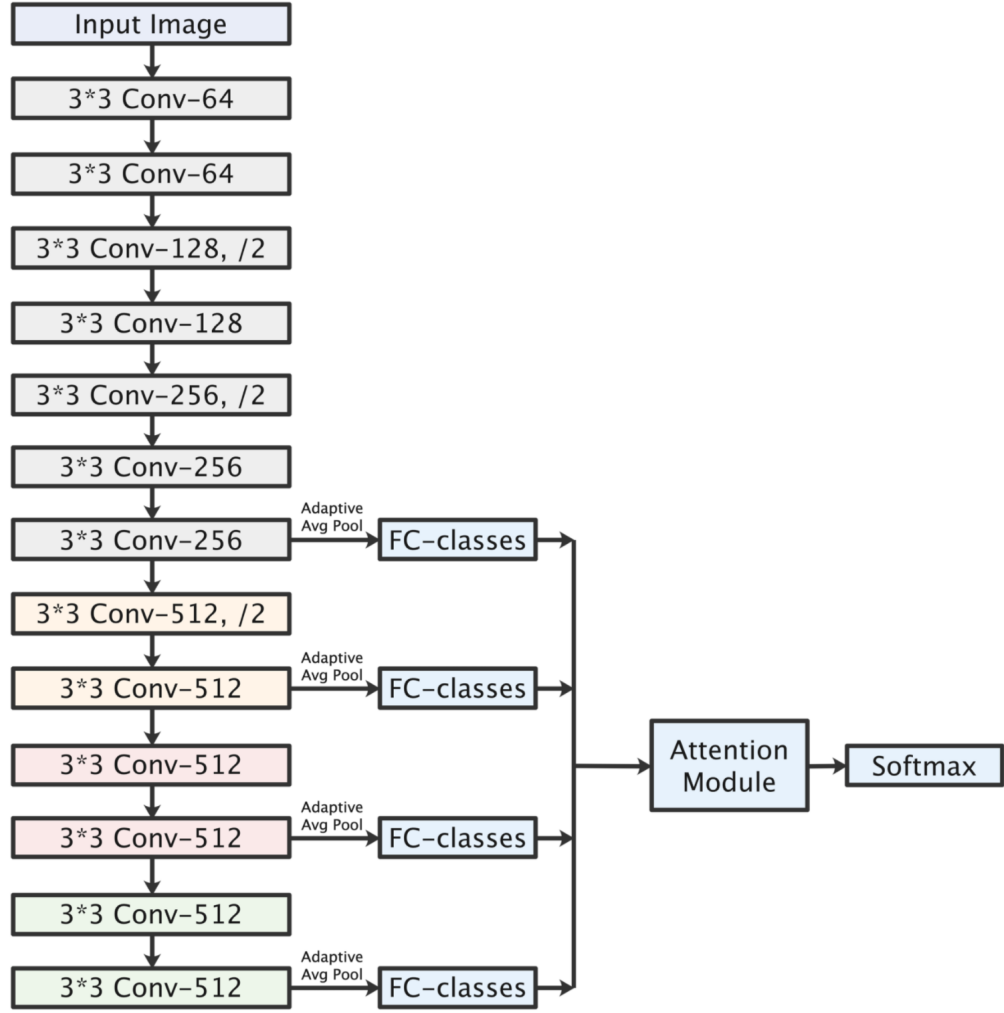 Input Image
3*3 Conv-64
3*3 Conv-64
3*3 Conv-128, /2
3*3 Conv-128
3*3 Conv-256, /2
3*3 Conv-256
3*3 Conv-256
Adaptive
Avg Pool
FC-classes
3*3 Conv-512, /2
3*3 Conv-512
Adaptive
Avg Pool
FC-classes
3*3 Conv-512
Attention
Module
Softmax
3*3 Conv-512
Adaptive
Avg Pool
FC-classes
3*3 Conv-512
3*3 Conv-512
Adaptive
Avg Pool
FC-classes